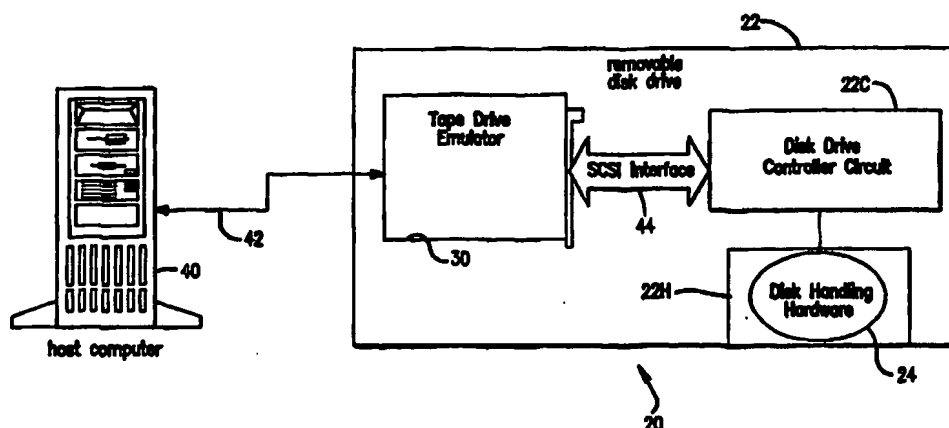 22
removable
disk drive
22C
Tape Drive
Emulator
Disk Drive
Controller Circuit
SCSI Interface
44
42
30
40
22H
Disk Handling
Hardware
host computer
24
20